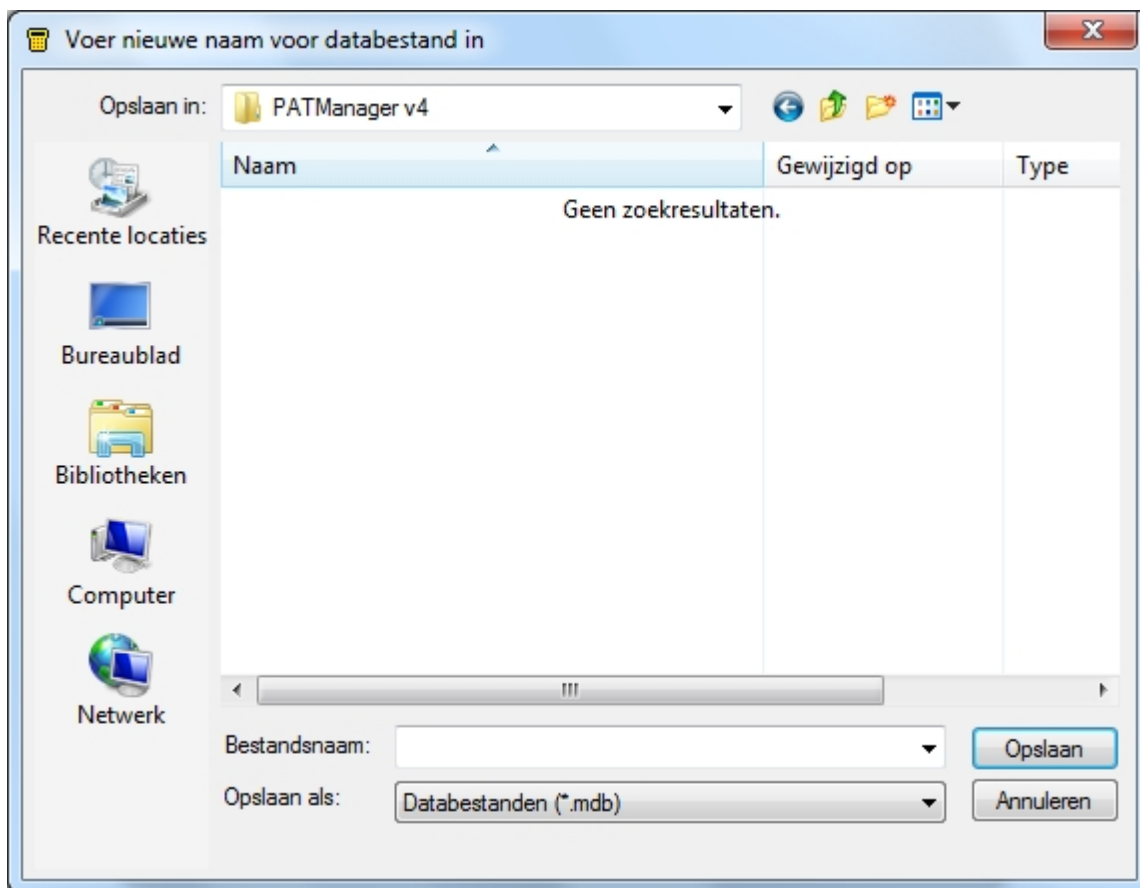 Voer nieuwe naam voor databestand in
Opslaan in: PATManager v4
Naam Gewijzigd op Type
Geen zoekresultaten.
Recente locaties
Bureaublad
Bibliotheken
Computer
Netwerk
Bestandsnaam: Opslaan
Opslaan als: Databestanden (*.mdb) Annuleren